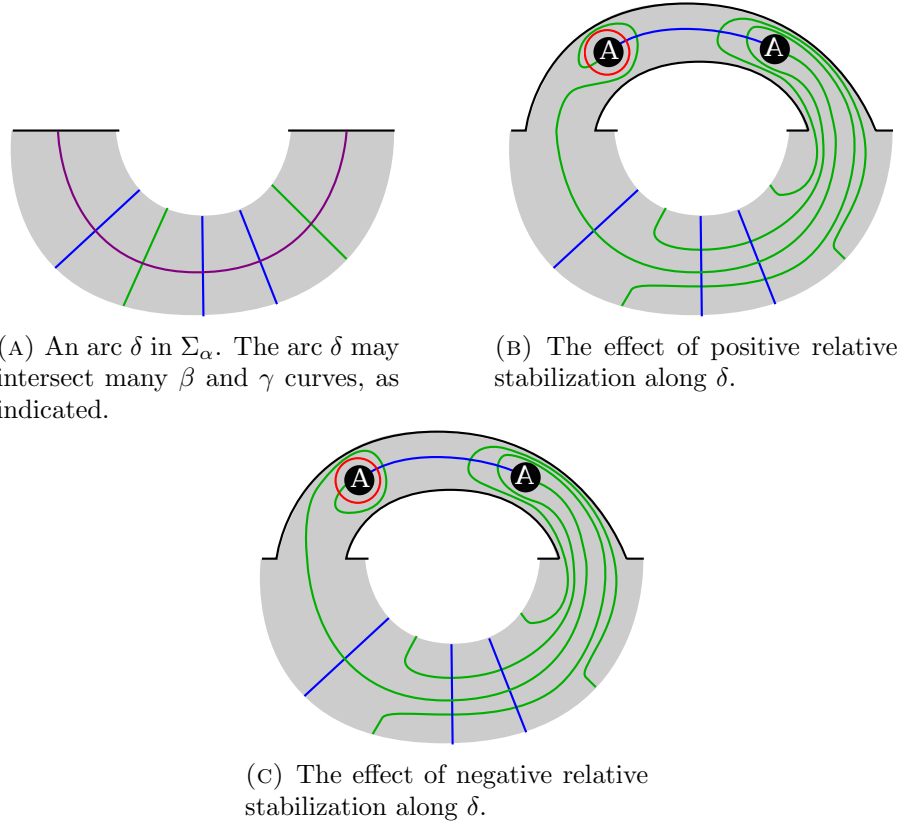 A A
(A) An arc δ in Σα. The arc δ may
intersect many β and γ curves, as
indicated.
(B) The effect of positive relative
stabilization along δ.
A A
(C) The effect of negative relative
stabilization along δ.